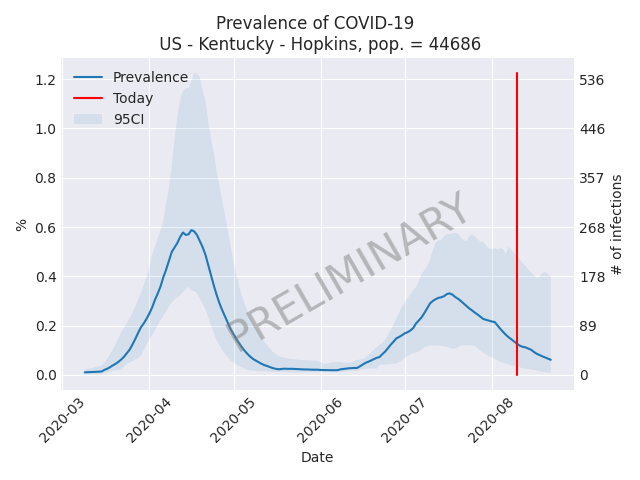 Prevalence of COVID-19
US - Kentucky - Hopkins, pop. = 44686
Prevalence
Today
95CI
1.2
1.0
0.8
0.6
0.4
0.2
0.0
%
536
446
357
268
178
89
0
# of infections
PRELIMINARY
2020-03
2020-04
2020-05
2020-06
2020-07
2020-08
Date